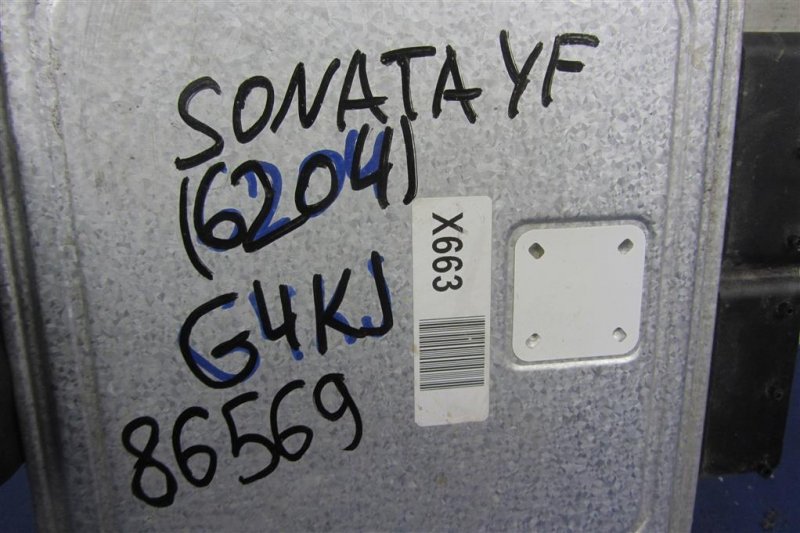 SONATA YF
(6204)
X663
G4KJ
86569